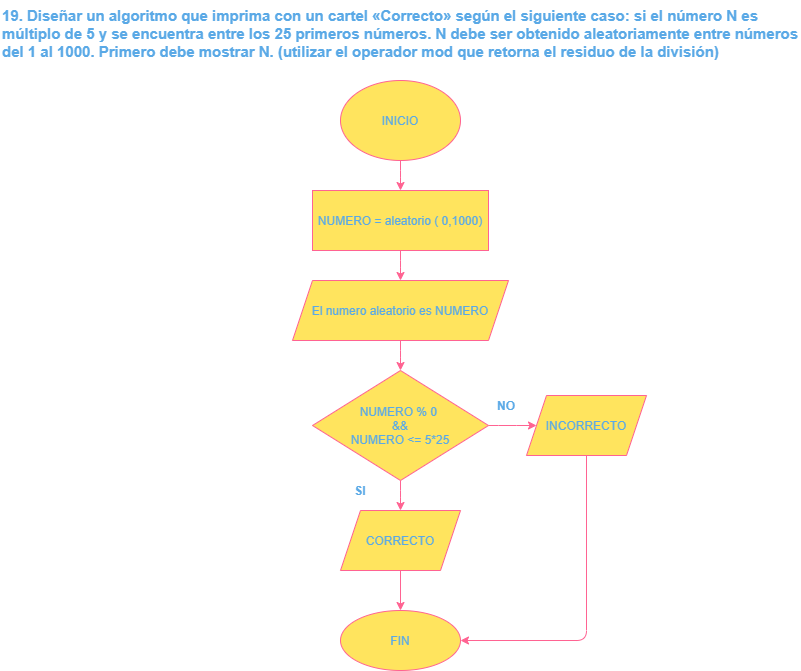 19. Diseñar un algoritmo que imprima con un cartel «Correcto» según el siguiente caso: si el número N es
múltiplo de 5 y se encuentra entre los 25 primeros números. N debe ser obtenido aleatoriamente entre números
del 1 al 1000. Primero debe mostrar N. (utilizar el operador mod que retorna el residuo de la división)
INICIO
NUMERO = aleatorio ( 0,1000)
El numero aleatorio es NUMERO
NUMERO % 0
&&
NUMERO <= 5*25
NO
INCORRECTO
SI
CORRECTO
FIN